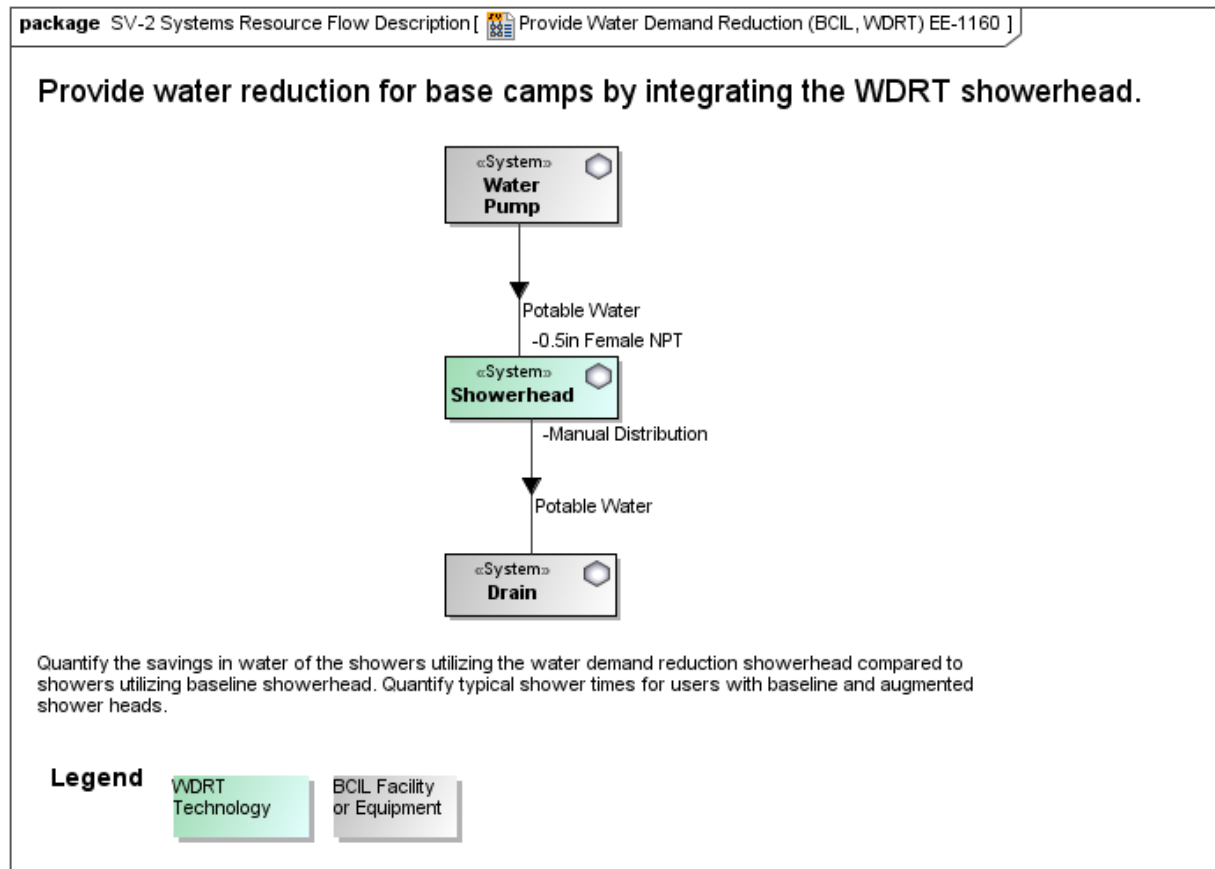 package SV-2 Systems Resource Flow Description [ Provide Water Demand Reduction (BCIL, WDRT) EE-1160 ]
Provide water reduction for base camps by integrating the WDRT showerhead.
«System»
Water
Pump
Potable Water
-0.5in Female NPT
«System»
Showerhead
-Manual Distribution
Potable Water
«System»
Drain
Quantify the savings in water of the showers utilizing the water demand reduction showerhead compared to
showers utilizing baseline showerhead. Quantify typical shower times for users with baseline and augmented
shower heads.
Legend
WDRT
Technology
BCIL Facility
or Equipment